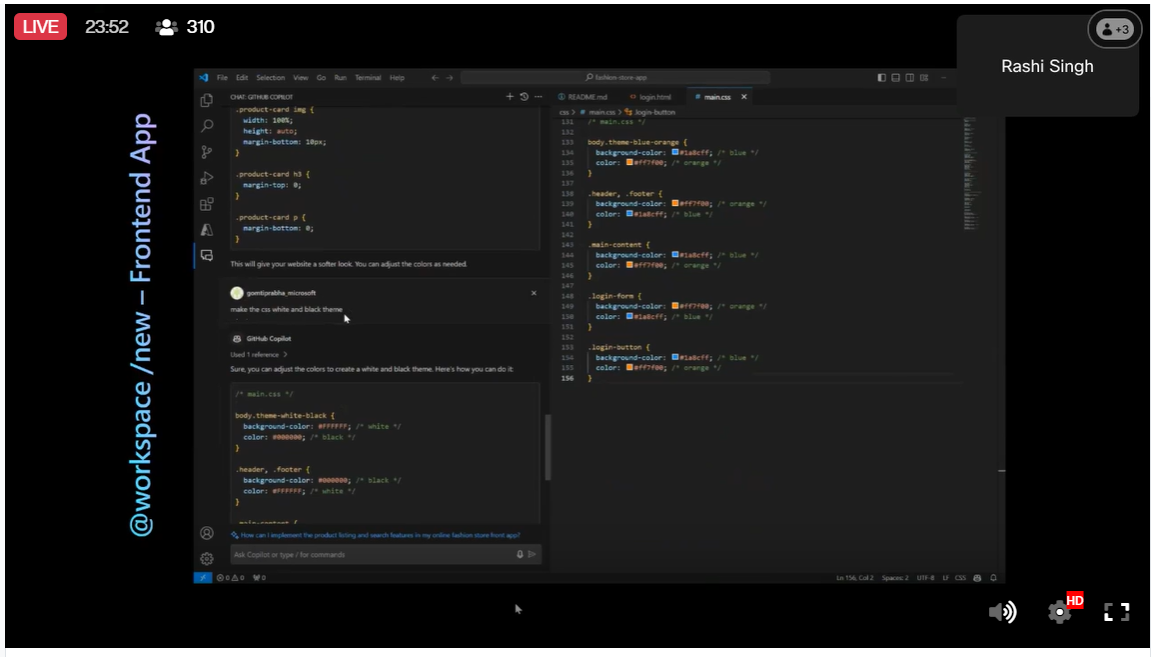 LIVE 23:52 310
+3
Rashi Singh
@workspace /new – Frontend App
File Edit Selection View Go Run Terminal Help
fashion-store-app
CHAT: GITHUB COPILOT
.product-card img {
width: 100%;
height: auto;
margin-bottom: 10px;
}
.product-card h3 {
margin-top: 0;
}
.product-card p {
margin-bottom: 0;
}
This will give your website a softer look. You can adjust the colors as needed.
gomtiprabha_microsoft
make the css white and black theme
GitHub Copilot
Used 1 reference
Sure, you can adjust the colors to create a white and black theme. Here's how you can do it:
/* main.css */
body.theme-white-black {
background-color: #FFFFFF; /* white */
color: #000000; /* black */
}
.header, .footer {
background-color: #000000; /* black */
color: #FFFFFF; /* white */
}
.main-content {
How can I implement the product listing and search features in my online fashion store front app?
Ask Copilot or type / for commands
README.md login.html main.css
css > # main.css > .login-button
131 /* main.css */
132
133 body.theme-blue-orange {
134 background-color: #1a8cff; /* blue */
135 color: #ff7f00; /* orange */
136 }
137
138 .header, .footer {
139 background-color: #ff7f00; /* orange */
140 color: #1a8cff; /* blue */
141 }
142
143 .main-content {
144 background-color: #1a8cff; /* blue */
145 color: #ff7f00; /* orange */
146 }
147
148 .login-form {
149 background-color: #ff7f00; /* orange */
150 color: #1a8cff; /* blue */
151 }
152
153 .login-button {
154 background-color: #1a8cff; /* blue */
155 color: #ff7f00; /* orange */
156 }
0 0 0
Ln 156, Col 2 Spaces: 2 UTF-8 LF CSS
HD